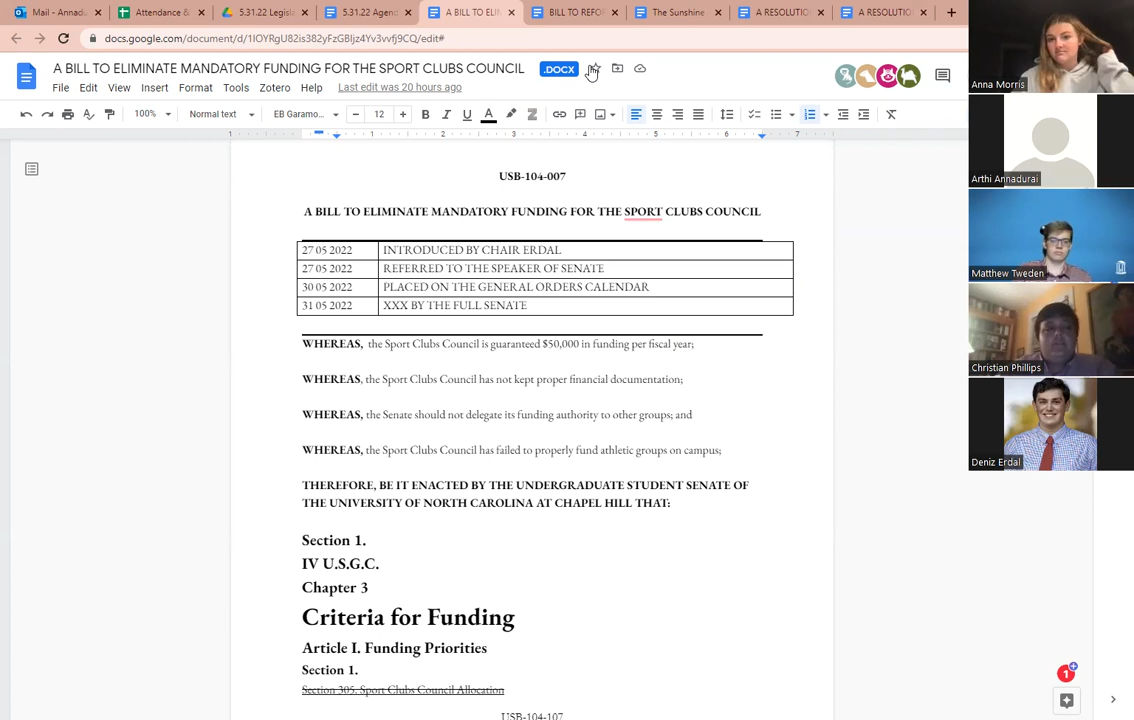 Mail - Annadu
Attendance &
5.31.22 Legisla
5.31.22 Agend
A BILL TO ELIM
BILL TO REFO
The Sunshine
A RESOLUTIO
A RESOLUTIO
docs.google.com/document/d/1IOYRgU82is382yFzGBljz4Yv3vvfj9CQ/edit#
A BILL TO ELIMINATE MANDATORY FUNDING FOR THE SPORT CLUBS COUNCIL .DOCX
File Edit View Insert Format Tools Zotero Help Last edit was 20 hours ago
100% Normal text EB Garamo... 12 B I U A
1 1 2 3 4 5 6 7
USB-104-007
A BILL TO ELIMINATE MANDATORY FUNDING FOR THE SPORT CLUBS COUNCIL
27 05 2022 INTRODUCED BY CHAIR ERDAL
27 05 2022 REFERRED TO THE SPEAKER OF SENATE
30 05 2022 PLACED ON THE GENERAL ORDERS CALENDAR
31 05 2022 XXX BY THE FULL SENATE
WHEREAS, the Sport Clubs Council is guaranteed $50,000 in funding per fiscal year;
WHEREAS, the Sport Clubs Council has not kept proper financial documentation;
WHEREAS, the Senate should not delegate its funding authority to other groups; and
WHEREAS, the Sport Clubs Council has failed to properly fund athletic groups on campus;
THEREFORE, BE IT ENACTED BY THE UNDERGRADUATE STUDENT SENATE OF
THE UNIVERSITY OF NORTH CAROLINA AT CHAPEL HILL THAT:
Section 1.
IV U.S.G.C.
Chapter 3
Criteria for Funding
Article I. Funding Priorities
Section 1.
Section 305. Sport Clubs Council Allocation
USB-104-107
Anna Morris
Arthi Annadurai
Matthew Tweden
Christian Phillips
Deniz Erdal
1